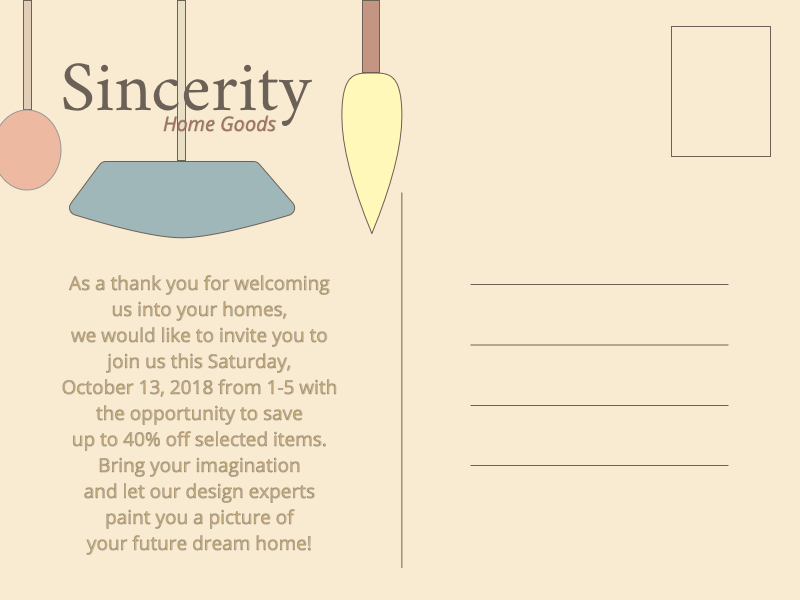 Sincerity
Home Goods
As a thank you for welcoming
us into your homes,
we would like to invite you to
join us this Saturday,
October 13, 2018 from 1-5 with
the opportunity to save
up to 40% off selected items.
Bring your imagination
and let our design experts
paint you a picture of
your future dream home!